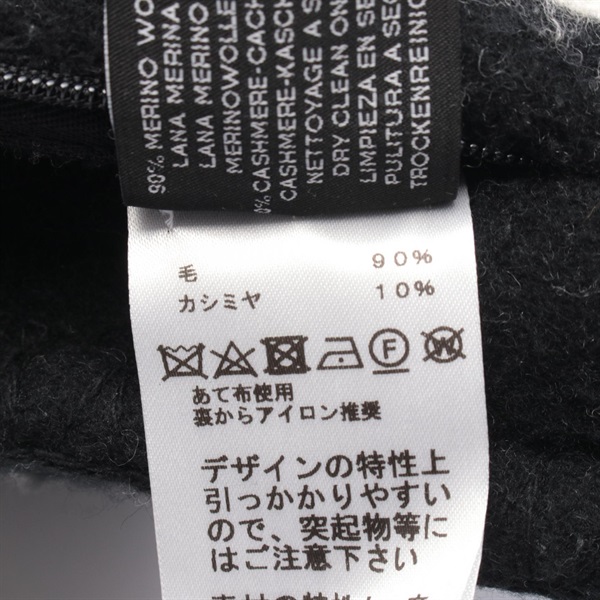 90% MERINO WO
LANA MERINA
LANA MERINO
MERINOWOLLE
CASHMERE-CACH
CASHMERE-KASCH
NETTOYAGE A
DRY CLEAN ON
LIMPIEZA EN SE
PULTURA A SEC
TROCKENREINIG
毛 90%
カシミヤ 10%
F W
あて布使用
裏からアイロン推奨
デザインの特性上
引っかかりやすい
ので、突起物等に
はご注意下さい